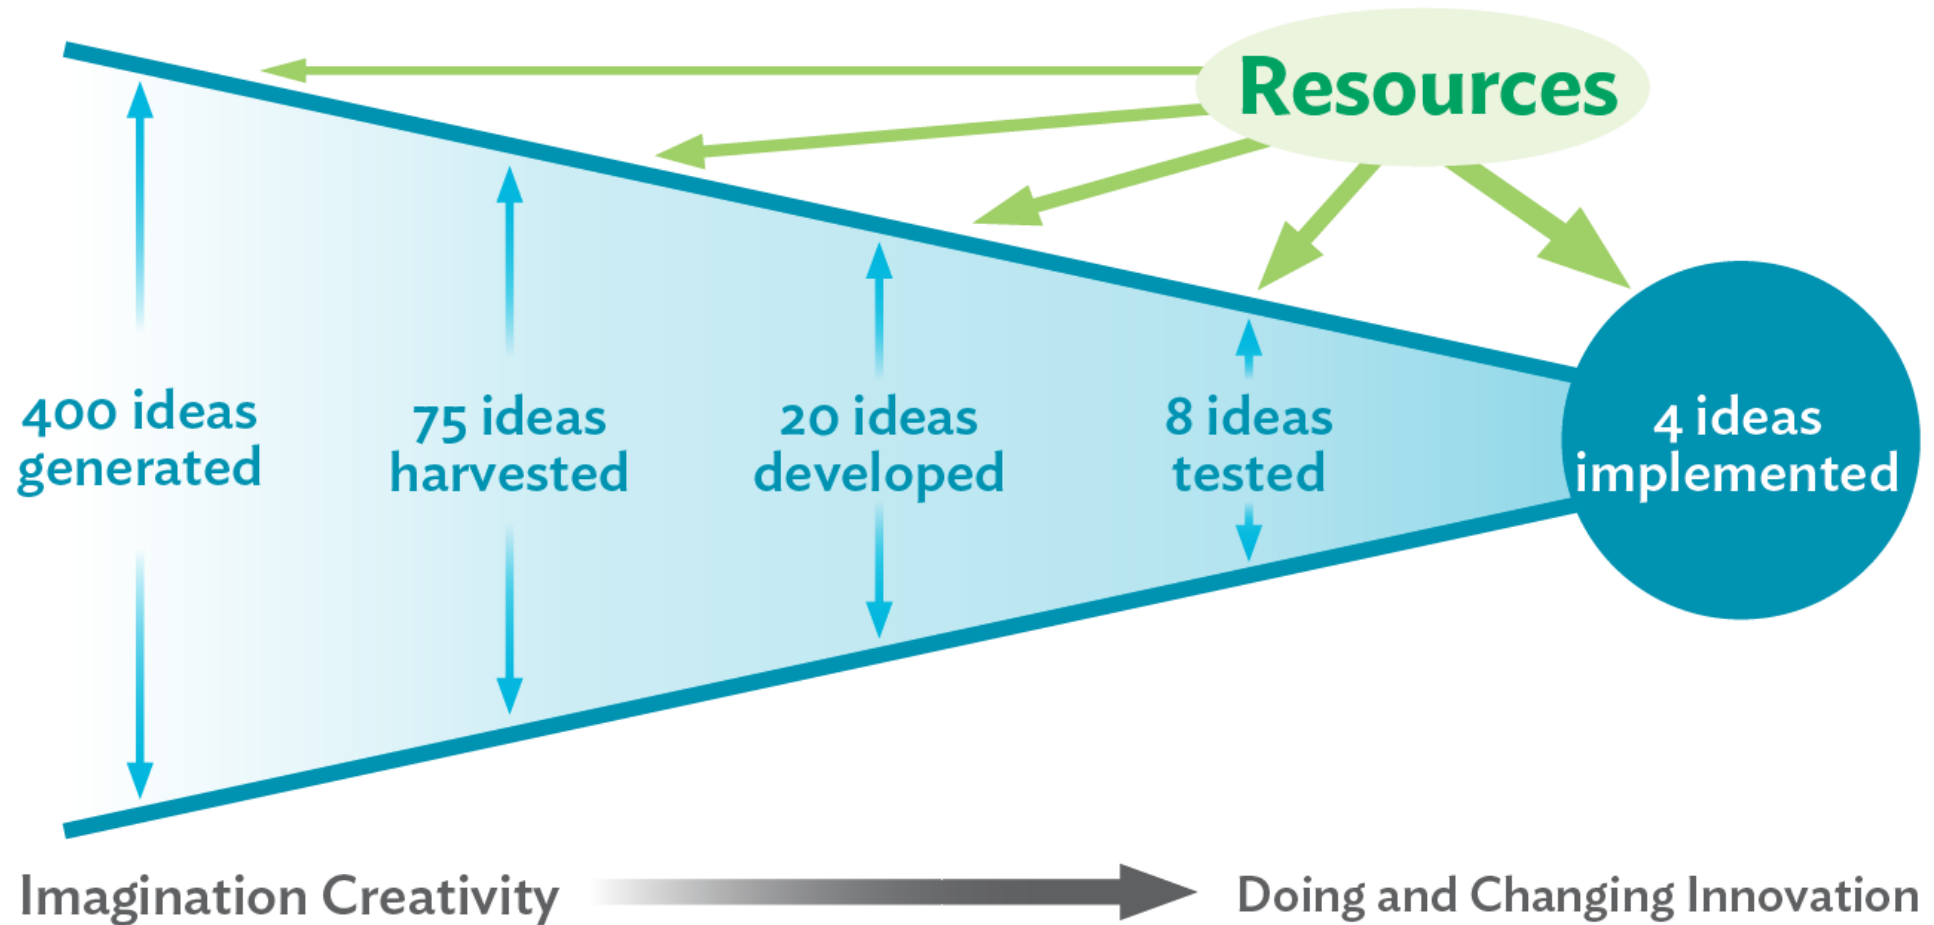 Resources
400 ideas
generated
75 ideas
harvested
20 ideas
developed
8 ideas
tested
4 ideas
implemented
Imagination Creativity
Doing and Changing Innovation